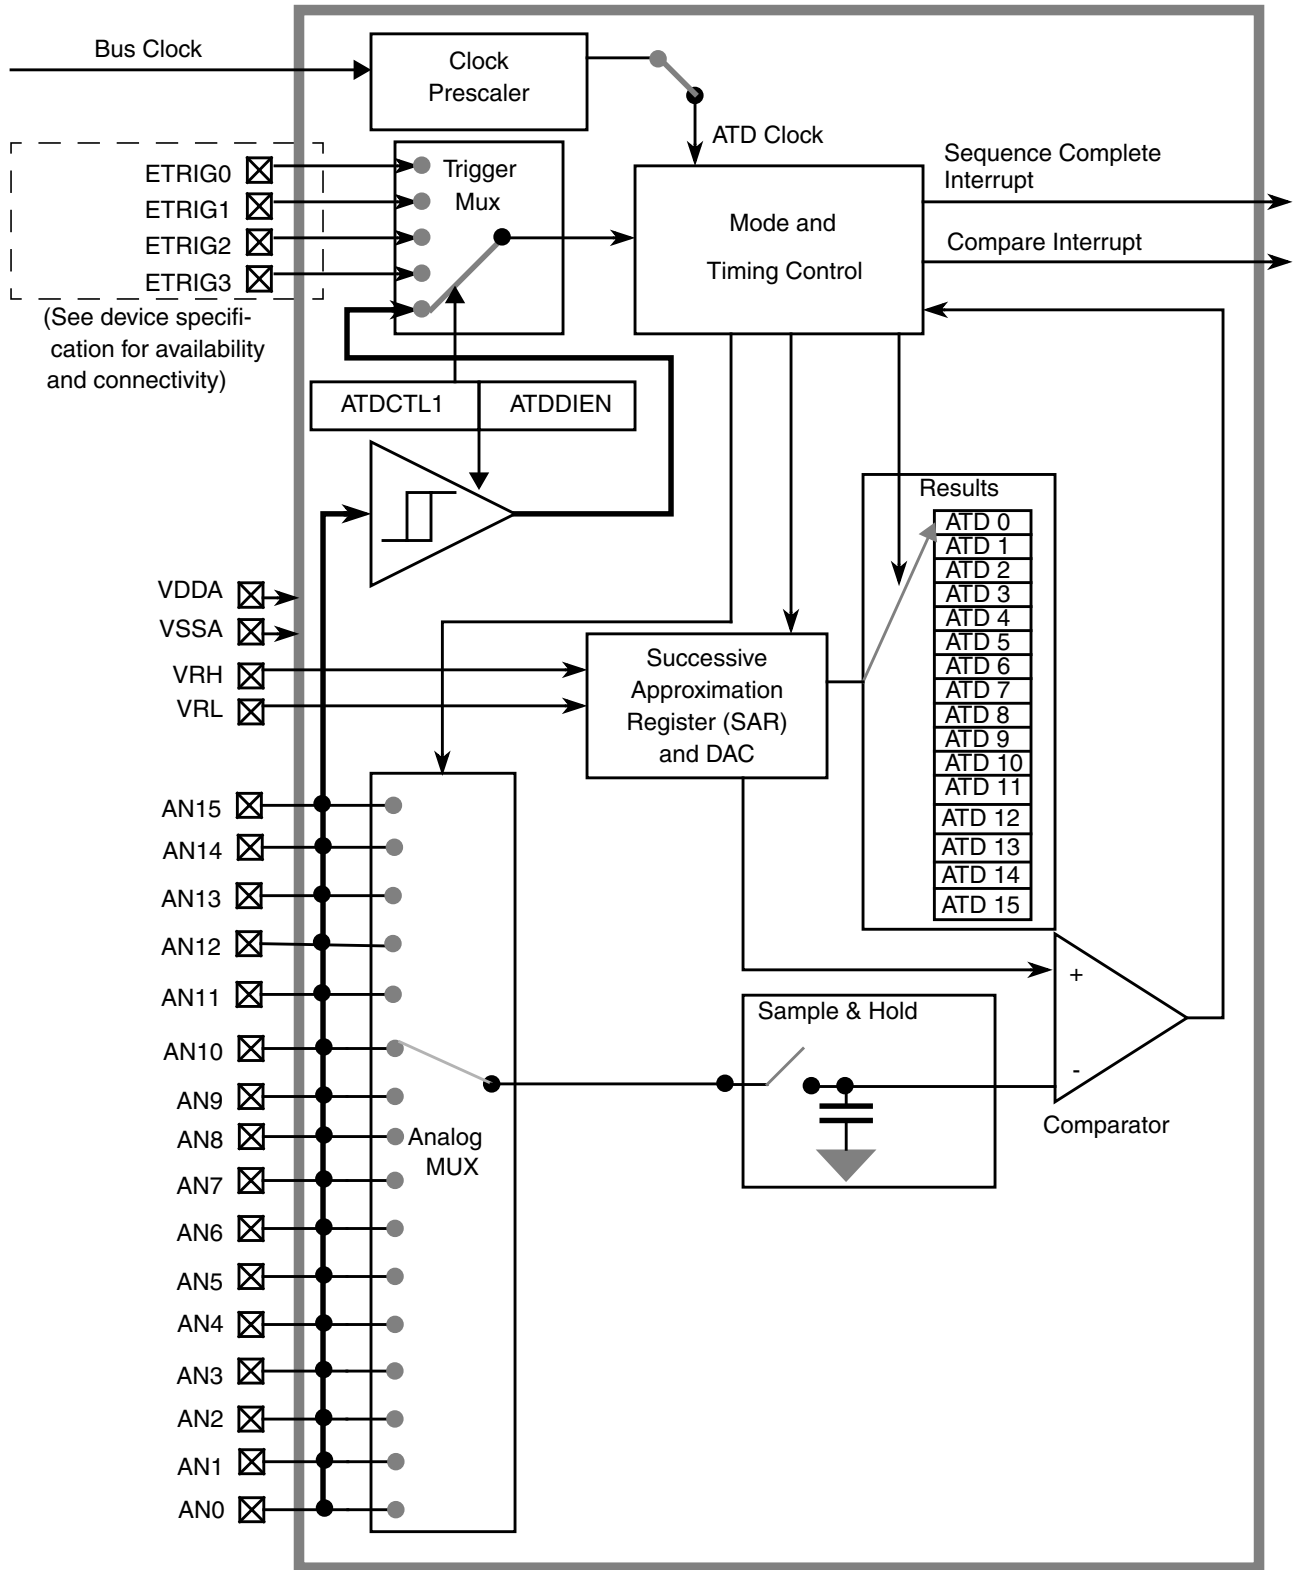 Bus Clock
Clock
Prescaler
ATD Clock
ETRIG0
ETRIG1
ETRIG2
ETRIG3
(See device specifi-
cation for availability
and connectivity)
Trigger
Mux
Mode and
Timing Control
Sequence Complete
Interrupt
Compare Interrupt
ATDCTL1
ATDDIEN
Results
ATD 0
ATD 1
ATD 2
ATD 3
ATD 4
ATD 5
ATD 6
ATD 7
ATD 8
ATD 9
ATD 10
ATD 11
ATD 12
ATD 13
ATD 14
ATD 15
VDDA
VSSA
VRH
VRL
Successive
Approximation
Register (SAR)
and DAC
AN15
AN14
AN13
AN12
AN11
AN10
AN9
AN8
AN7
AN6
AN5
AN4
AN3
AN2
AN1
AN0
Analog
MUX
Sample & Hold
+
-
Comparator